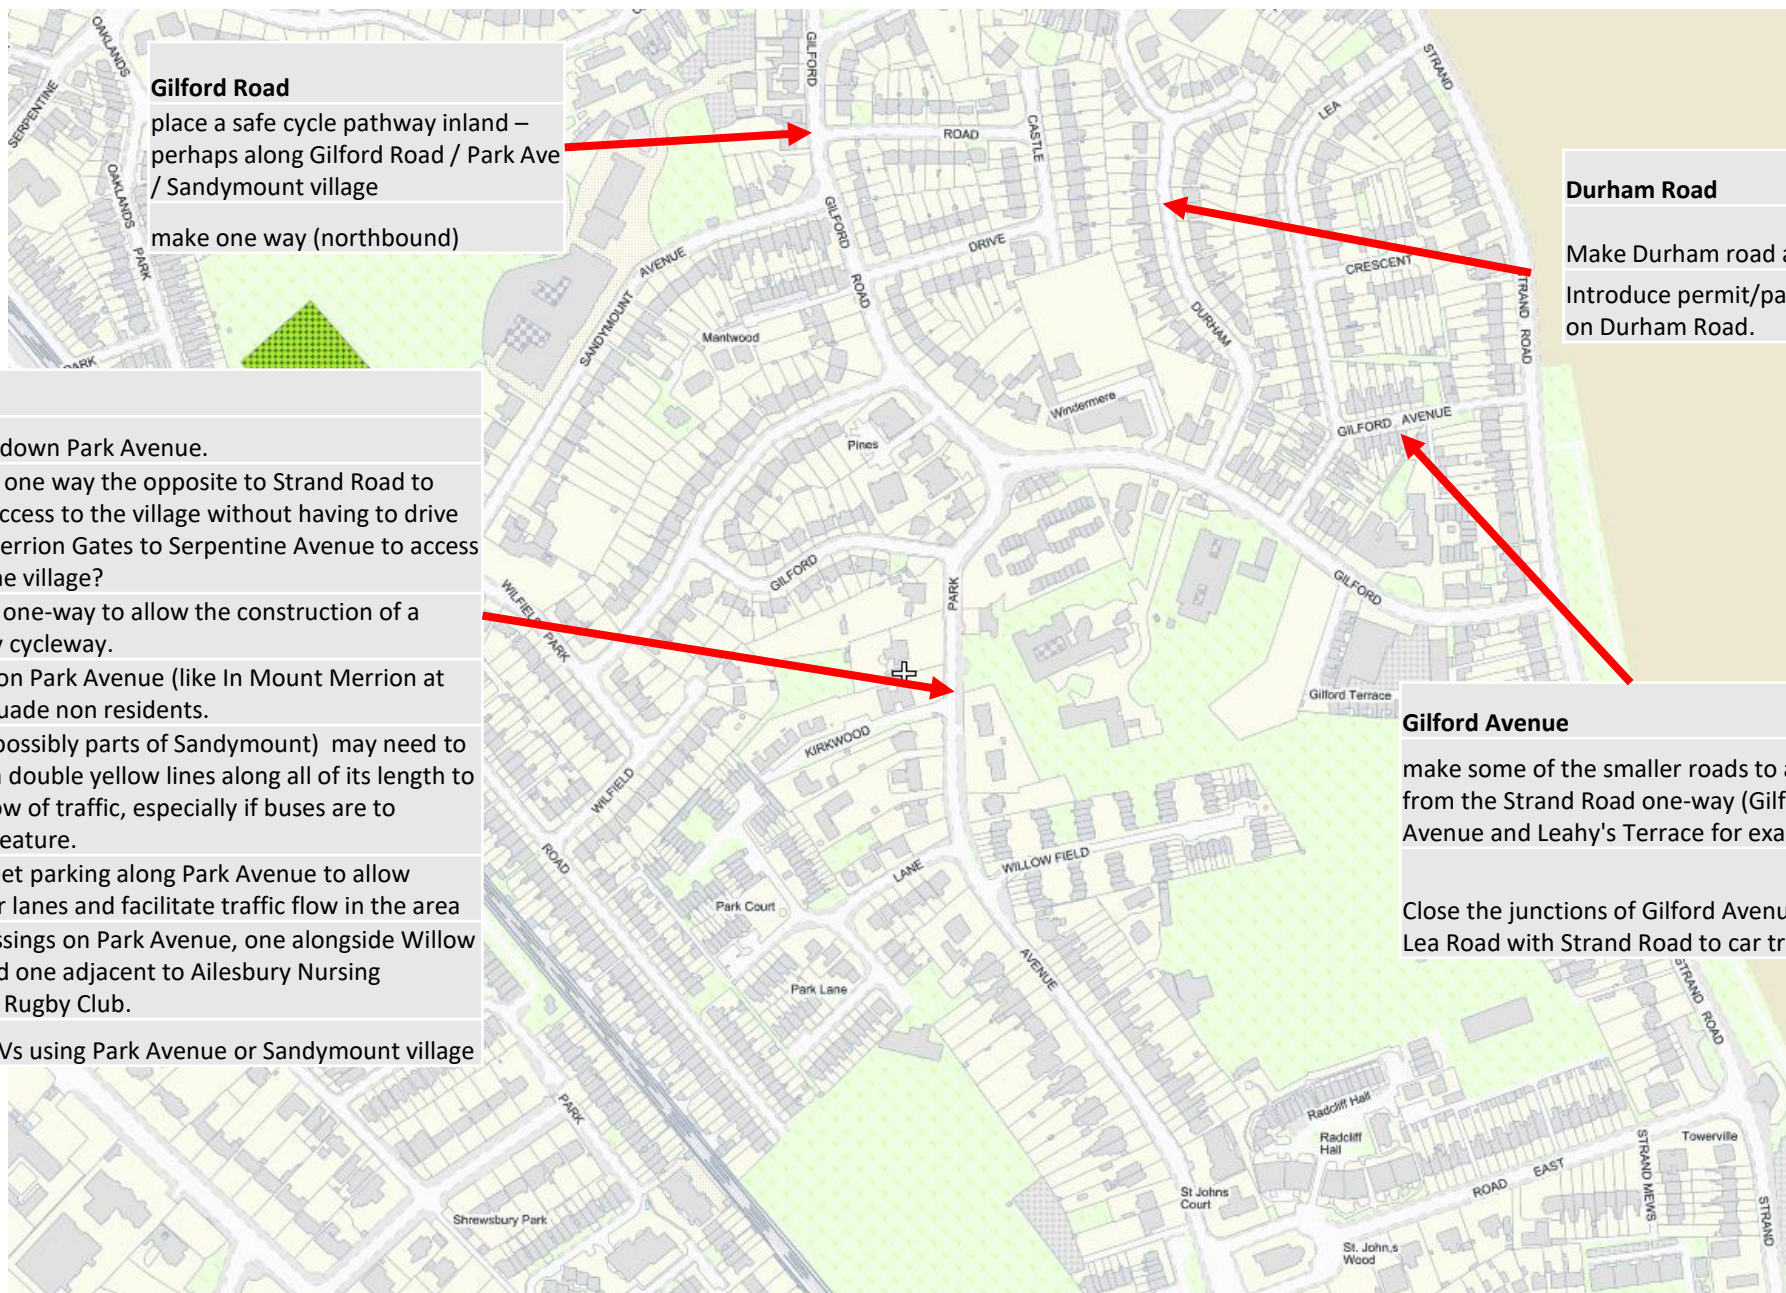 Gilford Road
place a safe cycle pathway inland –
perhaps along Gilford Road / Park Ave
/ Sandymount village
make one way (northbound)
Durham Road
Make Durham road a
Introduce permit/pa
on Durham Road.
down Park Avenue.
one way the opposite to Strand Road to
ccess to the village without having to drive
errion Gates to Serpentine Avenue to access
he village?
one-way to allow the construction of a
y cycleway.
on Park Avenue (like In Mount Merrion at
uade non residents.
possibly parts of Sandymount)  may need to
n double yellow lines along all of its length to
ow of traffic, especially if buses are to
eature.
et parking along Park Avenue to allow
r lanes and facilitate traffic flow in the area
ssings on Park Avenue, one alongside Willow
d one adjacent to Ailesbury Nursing
Rugby Club.
Vs using Park Avenue or Sandymount village
Gilford Avenue
make some of the smaller roads to a
from the Strand Road one-way (Gilf
Avenue and Leahy's Terrace for exa
Close the junctions of Gilford Avenu
Lea Road with Strand Road to car tr
OAKLANDS
SERPENTINE
OAKLANDS
PARK
PARK
GILFORD
ROAD
CASTLE
STRAND
LEA
SANDYMOUNT
AVENUE
GILFORD
ROAD
DRIVE
CRESCENT
DURHAM
STRAND ROAD
Mantwood
Windermere
GILFORD AVENUE
Pines
GILFORD
PARK
GILFORD
WILFIELD PARK
Gilford Terrace
KIRKWOOD
WILFIELD
ROAD
LANE
WILLOW FIELD
Park Court
AVENUE
Park Lane
STRAND ROAD
PARK
Radcliff Hall
Radcliff
Hall
Towerville
STRAND MEWS
ROAD EAST
St Johns
Court
STRAND
Shrewsbury Park
St. John,s
Wood